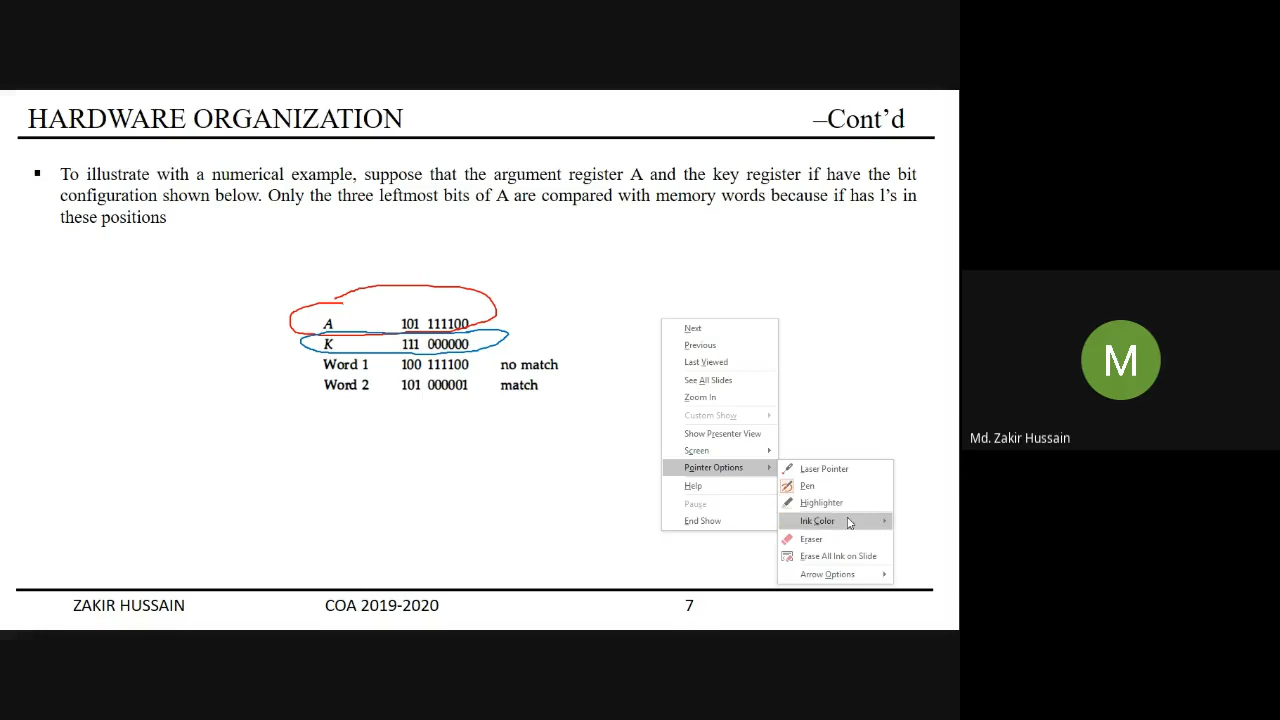 HARDWARE ORGANIZATION –Cont’d
▪ To illustrate with a numerical example, suppose that the argument register A and the key register if have the bit
configuration shown below. Only the three leftmost bits of A are compared with memory words because if has l’s in
these positions
A 101 111100
K 111 000000
Word 1 100 111100 no match
Word 2 101 000001 match
Next
Previous
Last Viewed
See All Slides
Zoom In
Custom Show
Show Presenter View
Screen
Pointer Options
Help
Pause
End Show
Laser Pointer
Pen
Highlighter
Ink Color
Eraser
Erase All Ink on Slide
Arrow Options
M
Md. Zakir Hussain
ZAKIR HUSSAIN COA 2019-2020 7